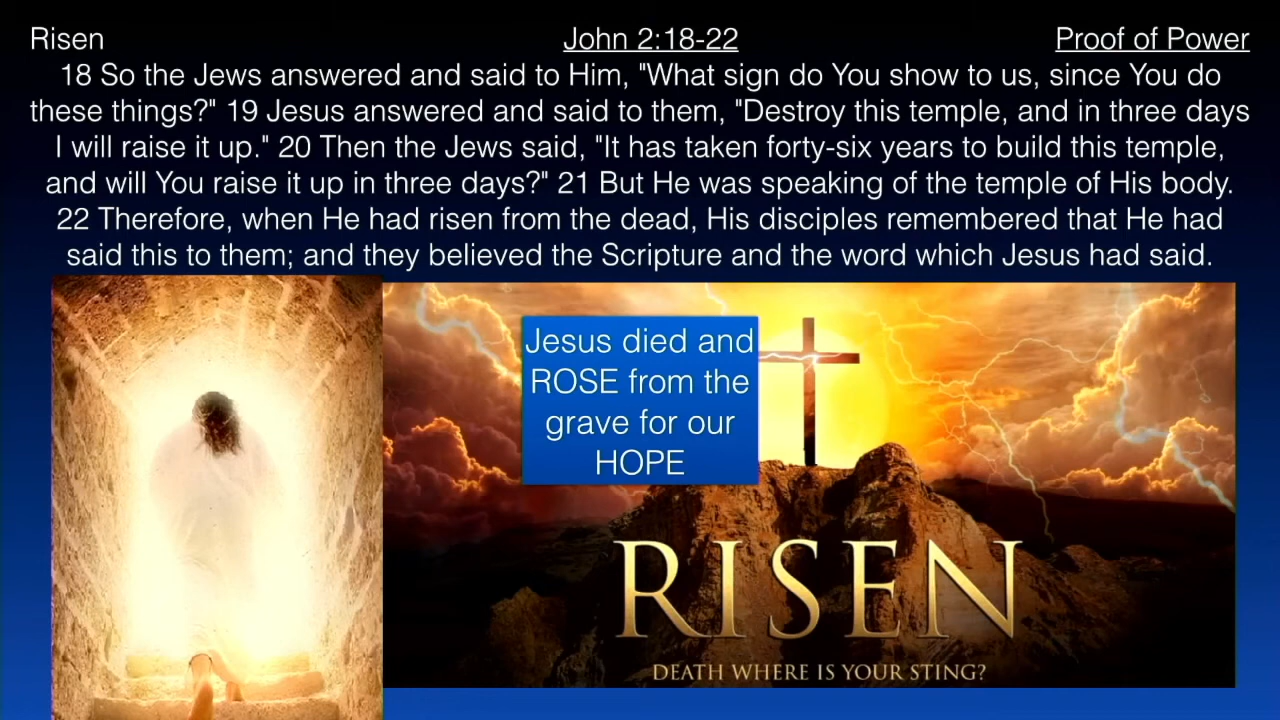 Risen John 2:18-22 Proof of Power
18 So the Jews answered and said to Him, "What sign do You show to us, since You do
these things?" 19 Jesus answered and said to them, "Destroy this temple, and in three days
I will raise it up." 20 Then the Jews said, "It has taken forty-six years to build this temple,
and will You raise it up in three days?" 21 But He was speaking of the temple of His body.
22 Therefore, when He had risen from the dead, His disciples remembered that He had
said this to them; and they believed the Scripture and the word which Jesus had said.
Jesus died and
ROSE from the
grave for our
HOPE
RISEN
DEATH WHERE IS YOUR STING?